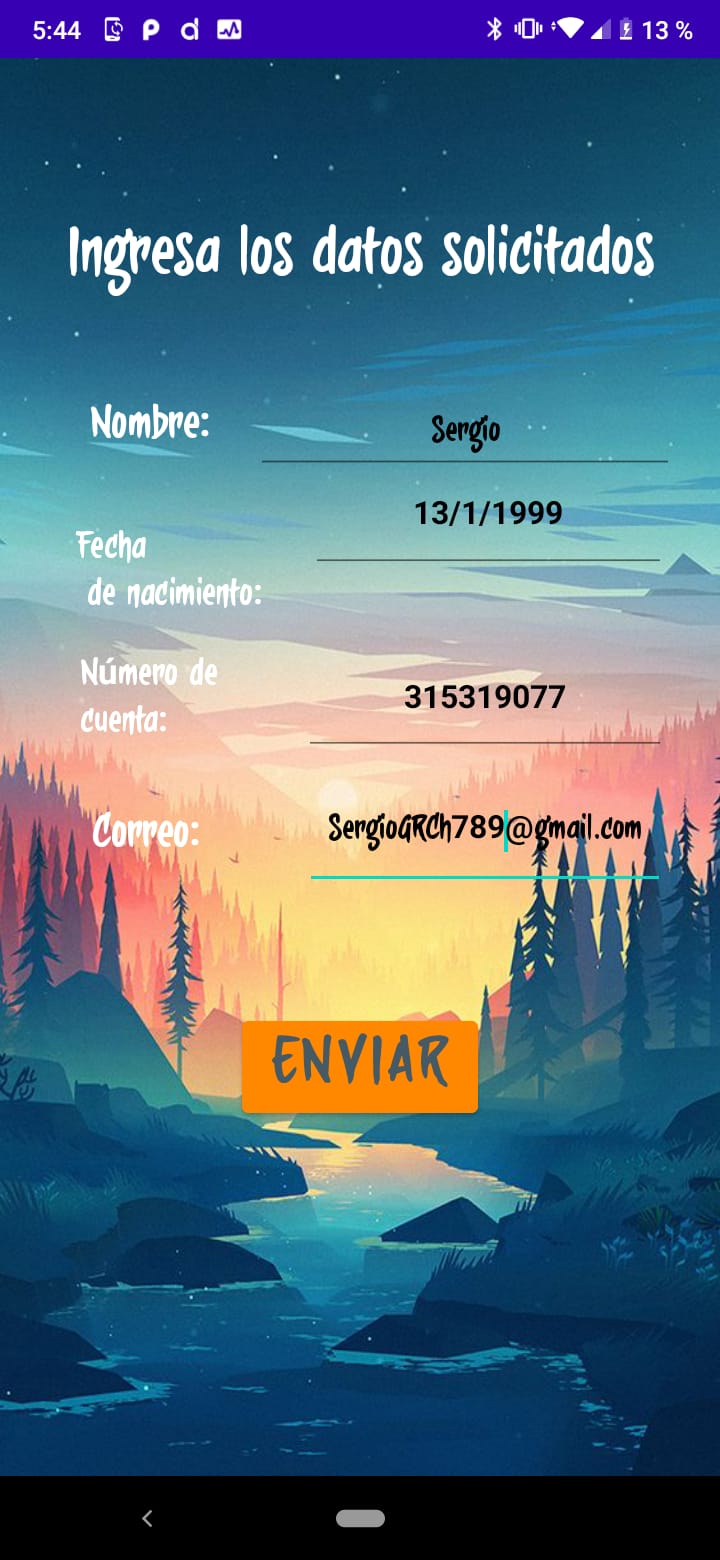 5:44
13 %
Ingresa los datos solicitados
Nombre:
Sergio
13/1/1999
Fecha
de nacimiento:
Número de
cuenta:
315319077
Correo:
SergioGRCh789@gmail.com
ENVIAR